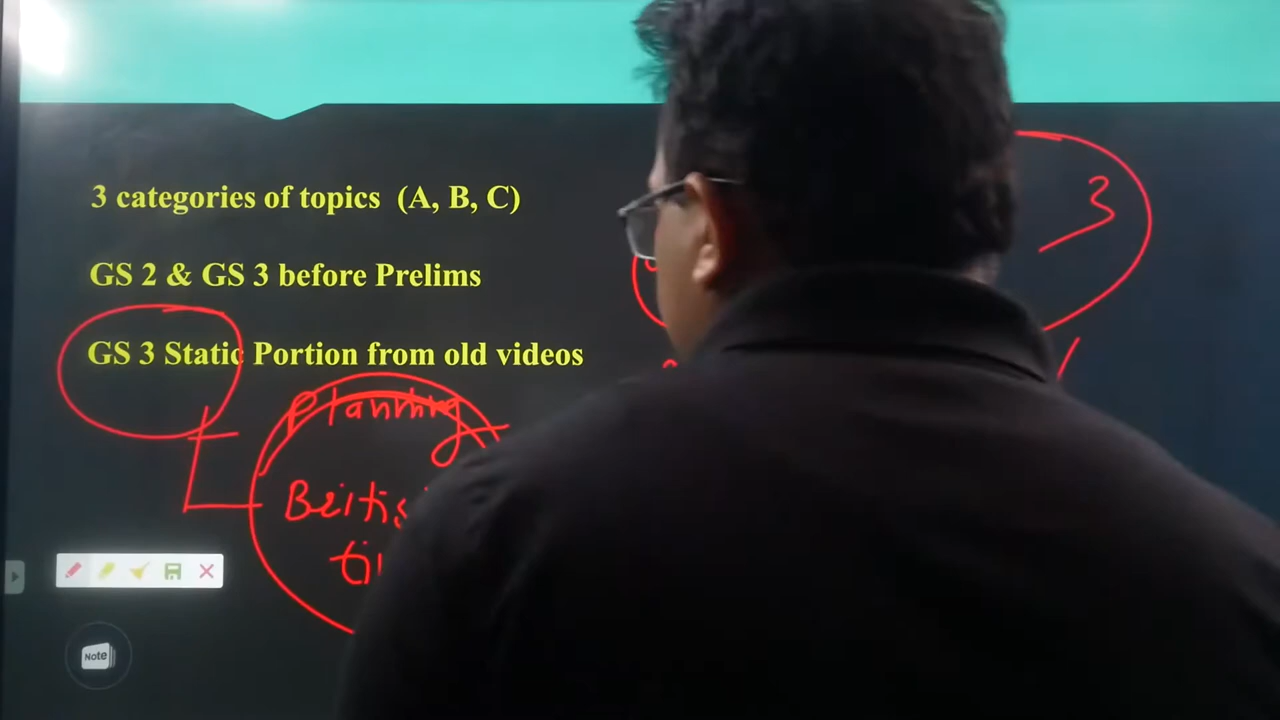 3 categories of topics (A, B, C)
3
GS 2 & GS 3 before Prelims
GS 3 Static Portion from old videos
Planning
Note